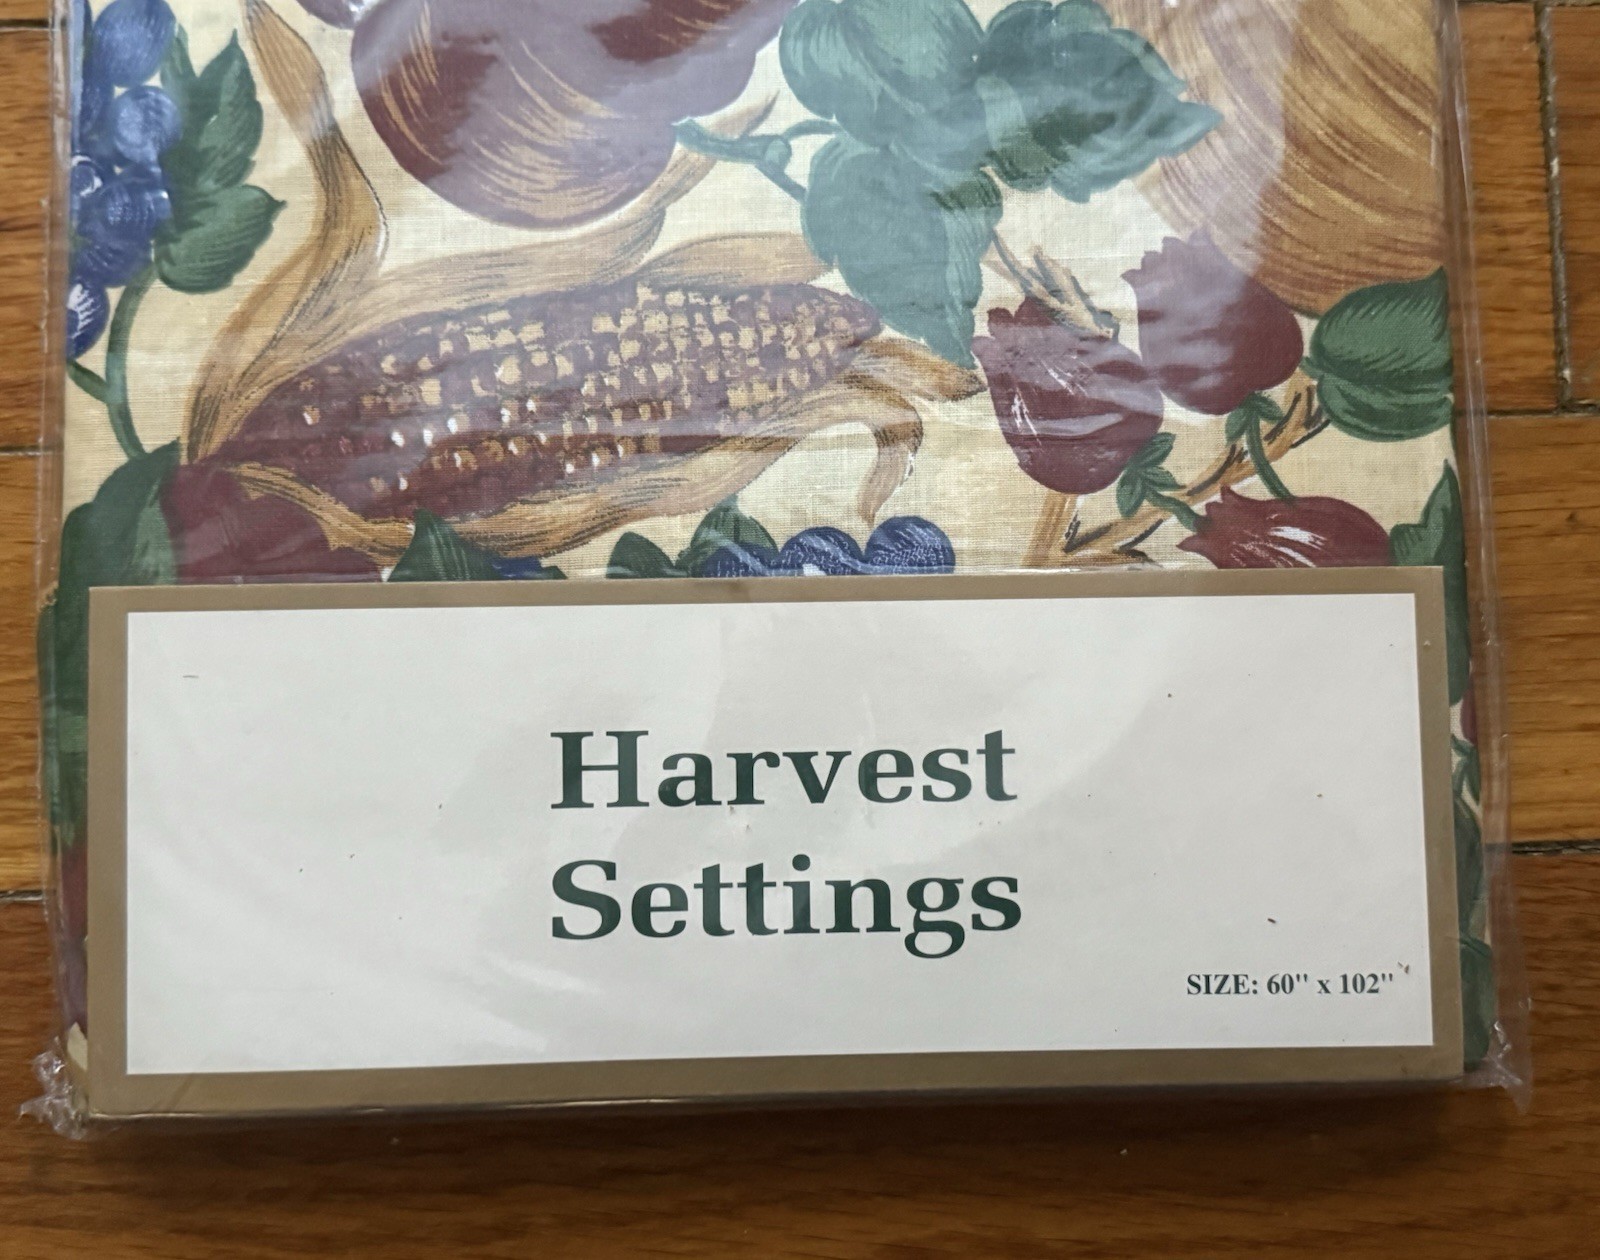 Harvest
Settings
SIZE: 60" x 102"